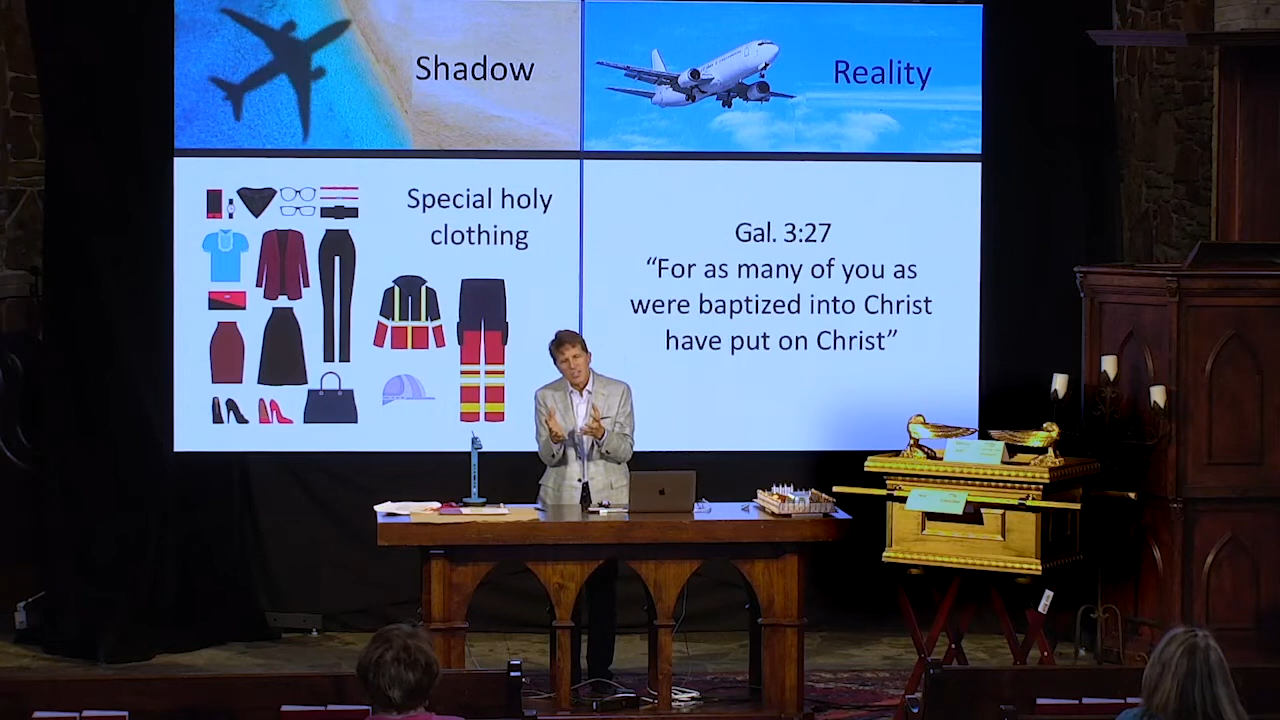 Shadow
Reality
Special holy
clothing
Gal. 3:27
“For as many of you as
were baptized into Christ
have put on Christ”